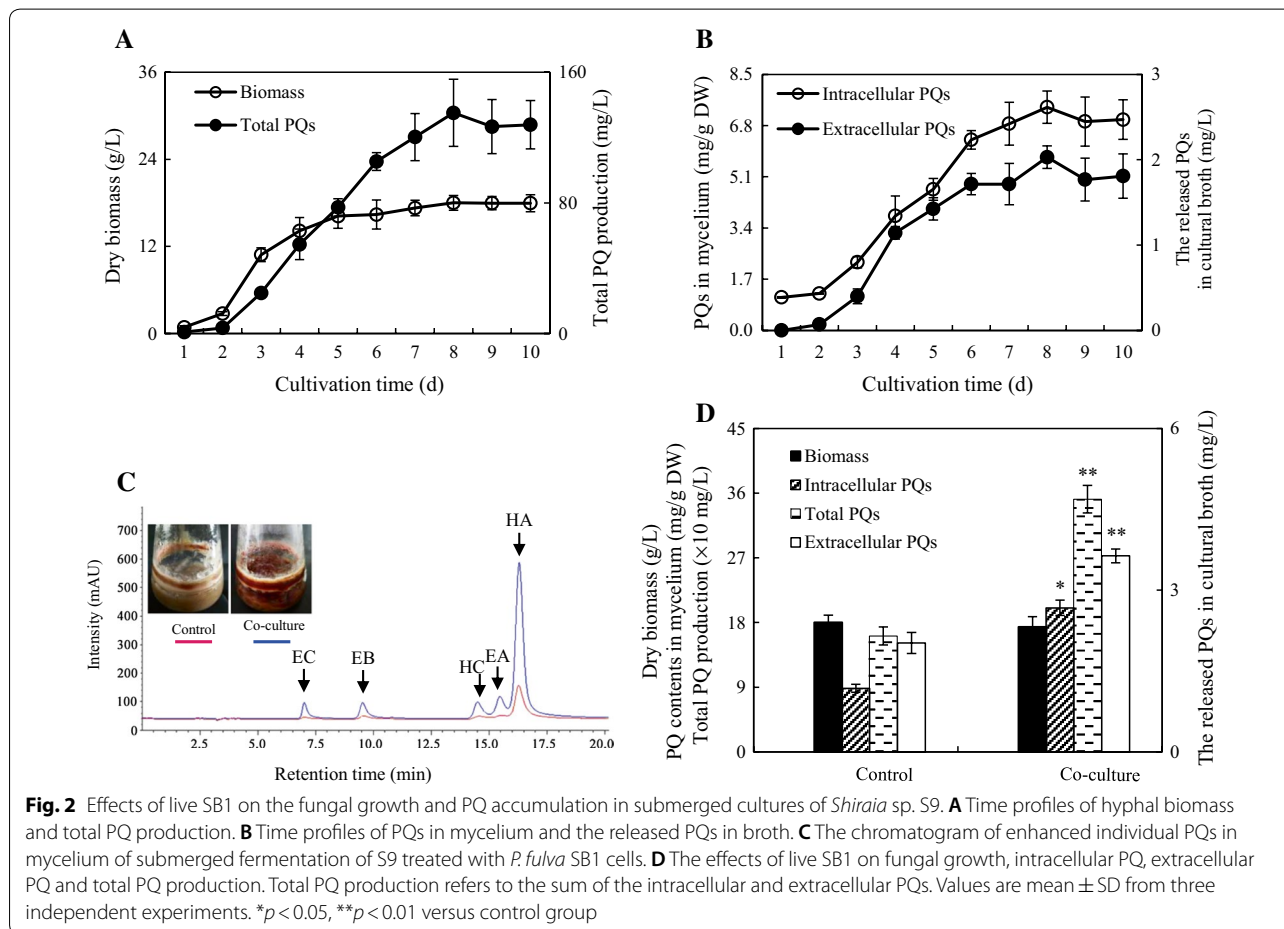 A
36
24
12
0
Dry biomass (g/L)
Biomass
Total PQs
160
80
0
Total PQ production (mg/L)
1 2 3 4 5 6 7 8 9 10
Cultivation time (d)
B
8.5
6.8
5.1
3.4
1.7
0.0
PQs in mycelium (mg/g DW)
Intracellular PQs
Extracellular PQs
3
2
1
0
The released PQs
in cultural broth (mg/L)
1 2 3 4 5 6 7 8 9 10
Cultivation time (d)
C
700
600
500
400
300
200
100
0
Intensity (mAU)
Control
Co-culture
EC
EB
HC
EA
HA
2.5 5.0 7.5 10.0 12.5 15.0 17.5 20.0
Retention time (min)
D
45
36
27
18
9
0
Dry biomass (g/L)
PQ contents in mycelium (mg/g DW)
Total PQ production (×10 mg/L)
Biomass
Intracellular PQs
Total PQs
Extracellular PQs
*
**
**
6
3
0
The released PQs in cultural broth (mg/L)
Control
Co-culture
Fig. 2 Effects of live SB1 on the fungal growth and PQ accumulation in submerged cultures of Shiraia sp. S9. A Time profiles of hyphal biomass
and total PQ production. B Time profiles of PQs in mycelium and the released PQs in broth. C The chromatogram of enhanced individual PQs in
mycelium of submerged fermentation of S9 treated with P. fulva SB1 cells. D The effects of live SB1 on fungal growth, intracellular PQ, extracellular
PQ and total PQ production. Total PQ production refers to the sum of the intracellular and extracellular PQs. Values are mean ± SD from three
independent experiments. *p < 0.05, **p < 0.01 versus control group